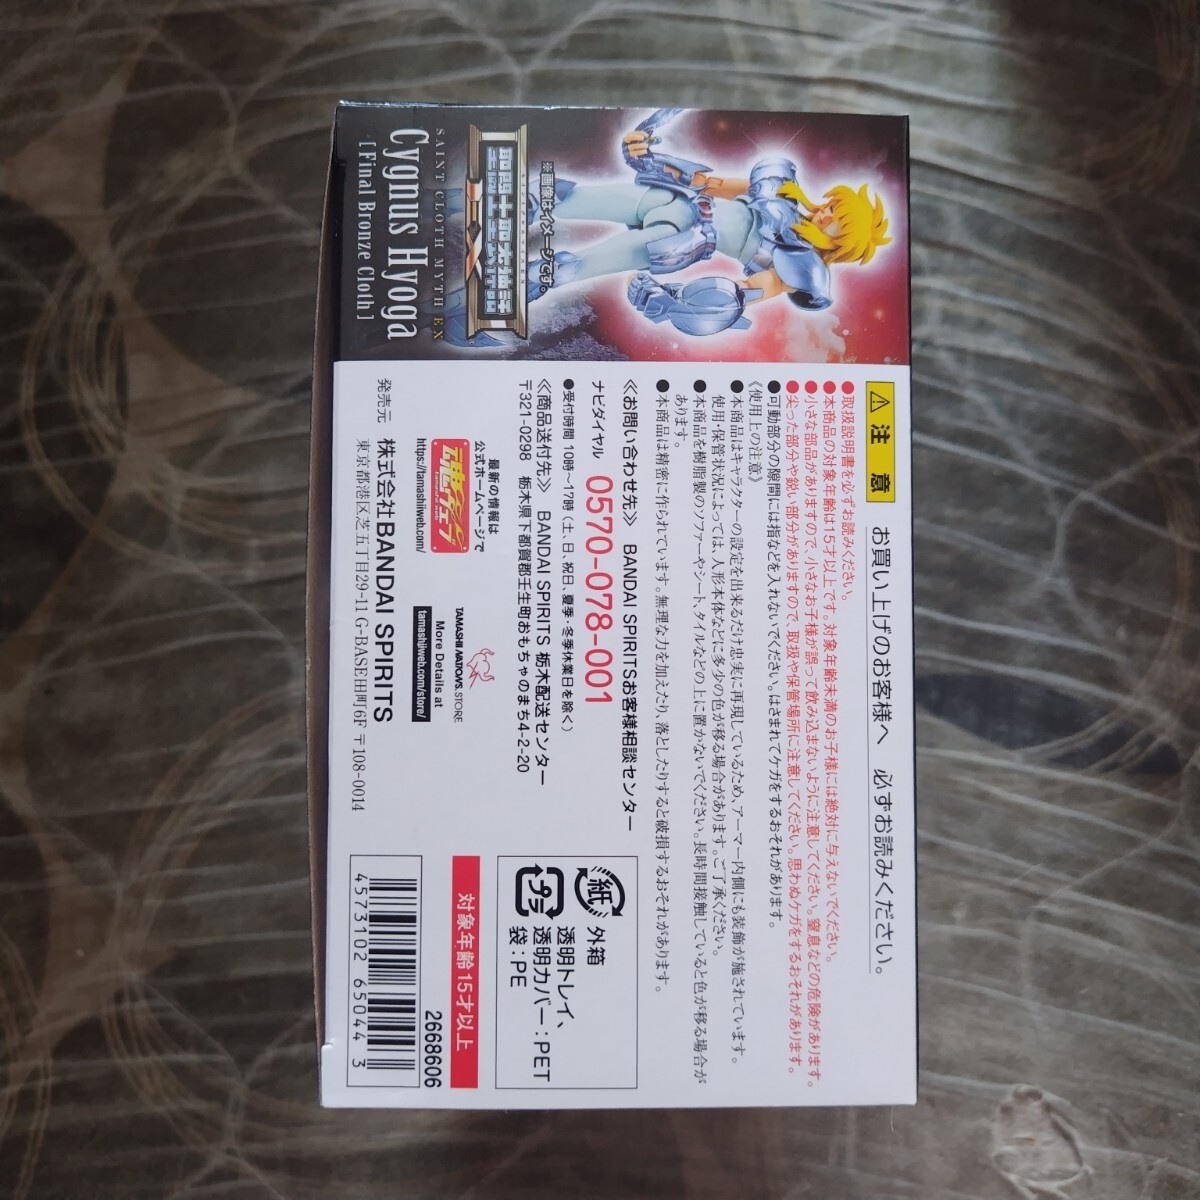 ※画像はイメージです。
聖闘士聖衣神話
EX
SAINT CLOTH MYTH EX
Cygnus Hyoga
[Final Bronze Cloth]
⚠注 意 お買い上げのお客様へ 必ずお読みください。
●取扱説明書を必ずお読みください。
●本商品の対象年齢は15才以上です。対象年齢未満のお子様には絶対に与えないでください。
●小さな部品がありますので、小さなお子様が誤って飲み込まないように注意してください。窒息などの危険があります。
●尖った部分や鋭い部分がありますので、取扱や保管場所に注意してください。思わぬケガをするおそれがあります。
●可動部分の隙間には指などを入れないでください。はさまれてケガをするおそれがあります。
《使用上の注意》
●本商品はキャラクターの設定を出来るだけ忠実に再現しているため、アーマー内側にも装飾が施されています。
使用・保管状況によっては、人形本体などに多少の色が移る場合があります。ご了承ください。
●本商品を樹脂製のソファーやシート、タイルなどの上に置かないでください。長時間接触していると色が移る場合が
あります。
●本商品は精密に作られています。無理な力を加えたり、落としたりすると破損するおそれがあります。
《お問い合わせ先》 BANDAI SPIRITSお客様相談センター
ナビダイヤル 0570-078-001
●受付時間 10時～17時(土、日、祝日、夏季・冬季休業日を除く)
《商品送付先》 BANDAI SPIRITS 栃木配送センター
〒321-0298 栃木県下都賀郡壬生町おもちゃのまち4-2-20
最新の情報は
公式ホームページで
魂ウェブ
https://tamashiiweb.com/
TAMASHII NATIONS STORE
More Details at
tamashiiweb.com/store/
発売元 株式会社BANDAI SPIRITS
東京都港区芝五丁目29-11 G-BASE田町6F 〒108-0014
紙 外箱
プラ 透明トレイ、
透明カバー:PET
袋:PE
対象年齢 15才以上
2668606
4573102 65044 3